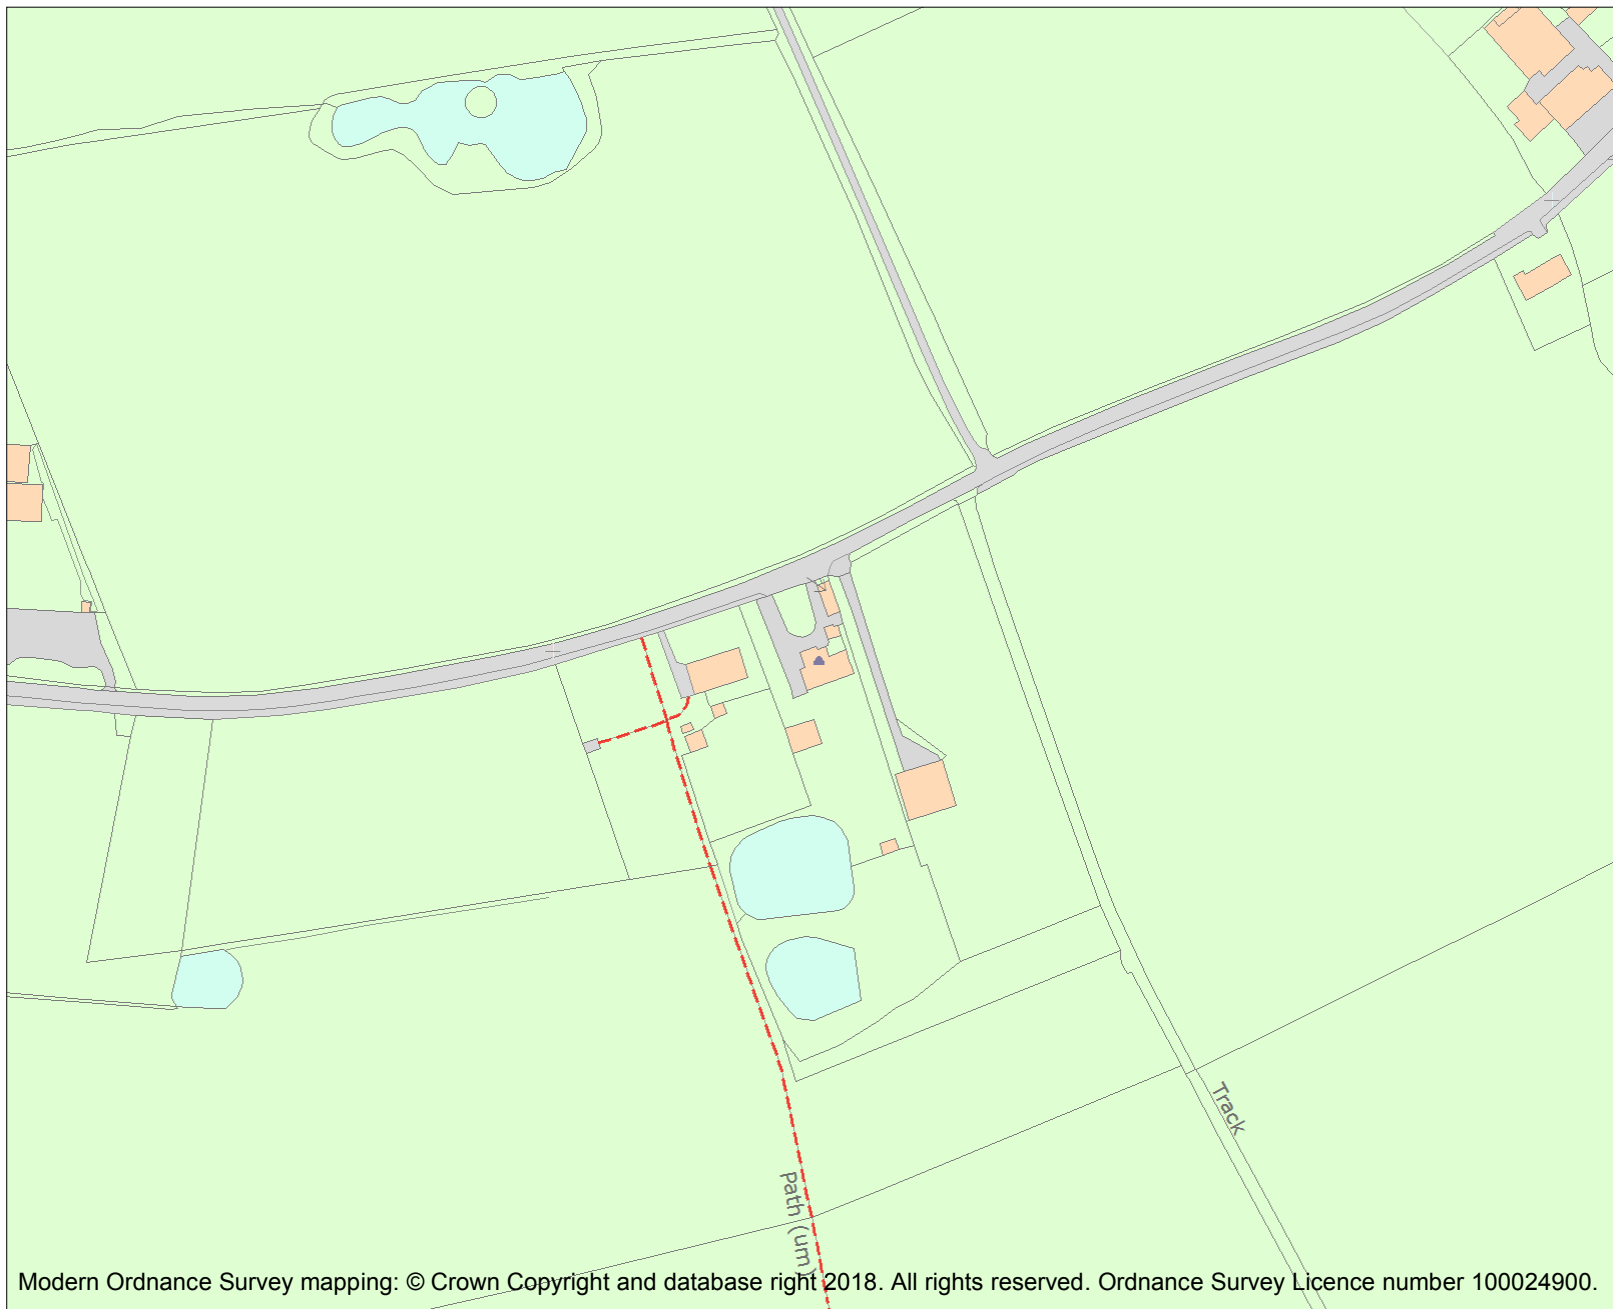 Track
Path (um)
Modern Ordnance Survey mapping: © Crown Copyright and database right 2018. All rights reserved. Ordnance Survey Licence number 100024900.